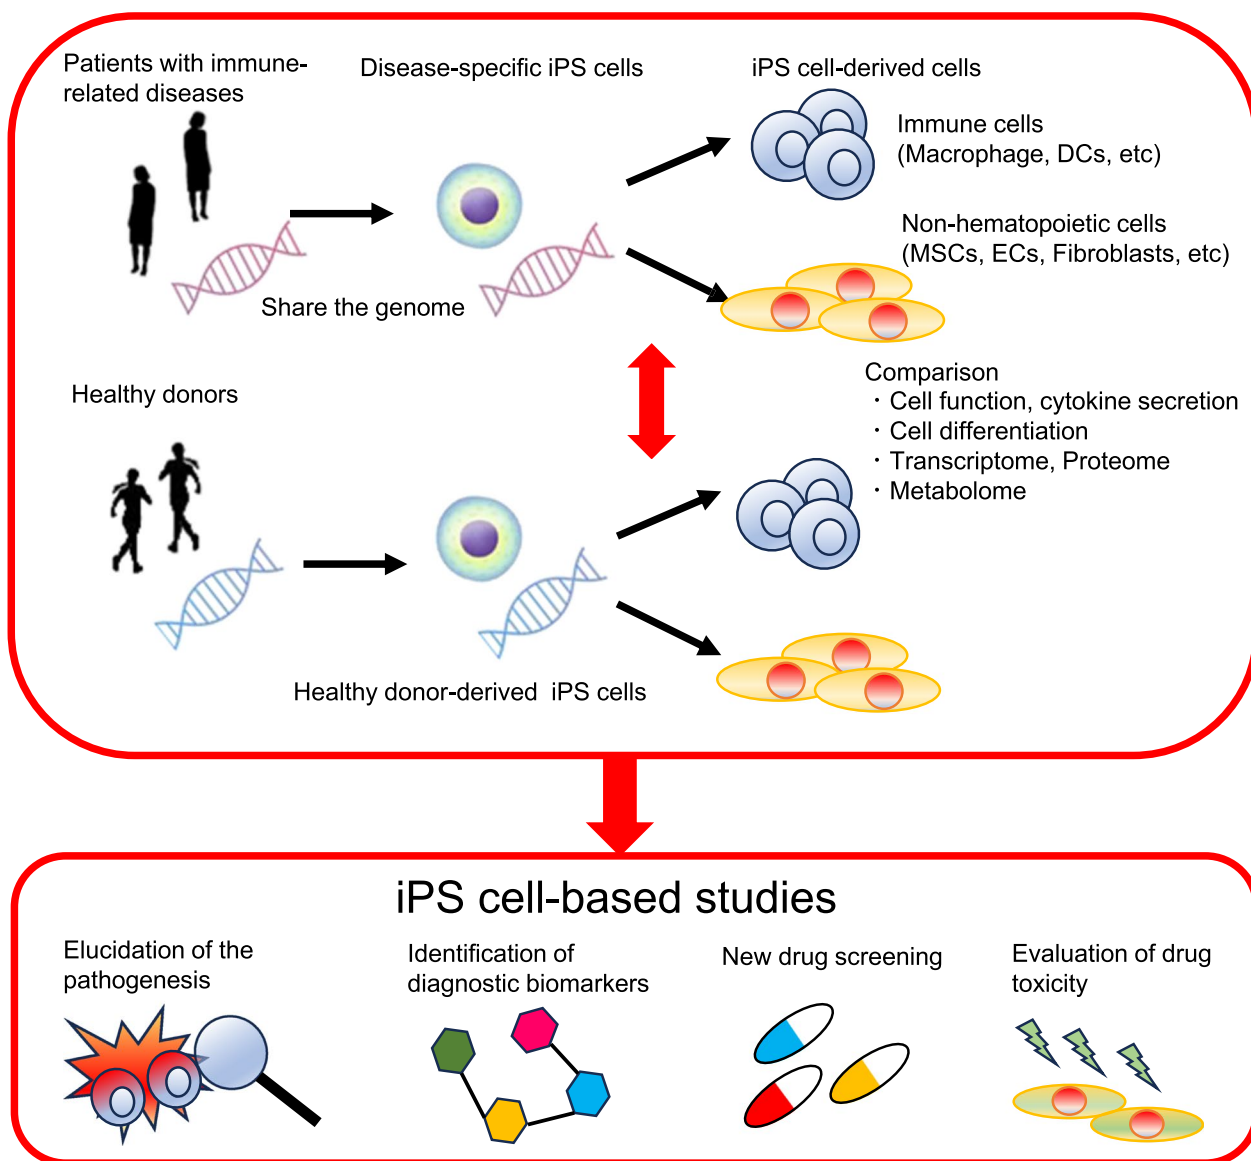 Patients with immune-
related diseases
Disease-specific iPS cells
iPS cell-derived cells
Immune cells
(Macrophage, DCs, etc)
Non-hematopoietic cells
(MSCs, ECs, Fibroblasts, etc)
Share the genome
Healthy donors
Comparison
・Cell function, cytokine secretion
・Cell differentiation
・Transcriptome, Proteome
・Metabolome
Healthy donor-derived iPS cells
iPS cell-based studies
Elucidation of the
pathogenesis
Identification of
diagnostic biomarkers
New drug screening
Evaluation of drug
toxicity